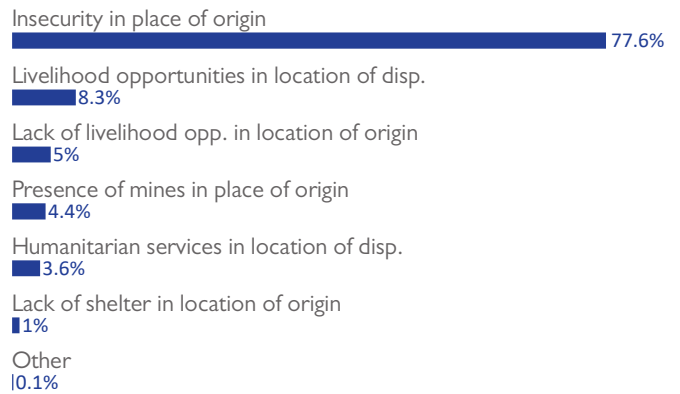 Insecurity in place of origin
77.6%
Livelihood opportunities in location of disp.
8.3%
Lack of livelihood opp. in location of origin
5%
Presence of mines in place of origin
4.4%
Humanitarian services in location of disp.
3.6%
Lack of shelter in location of origin
1%
Other
0.1%